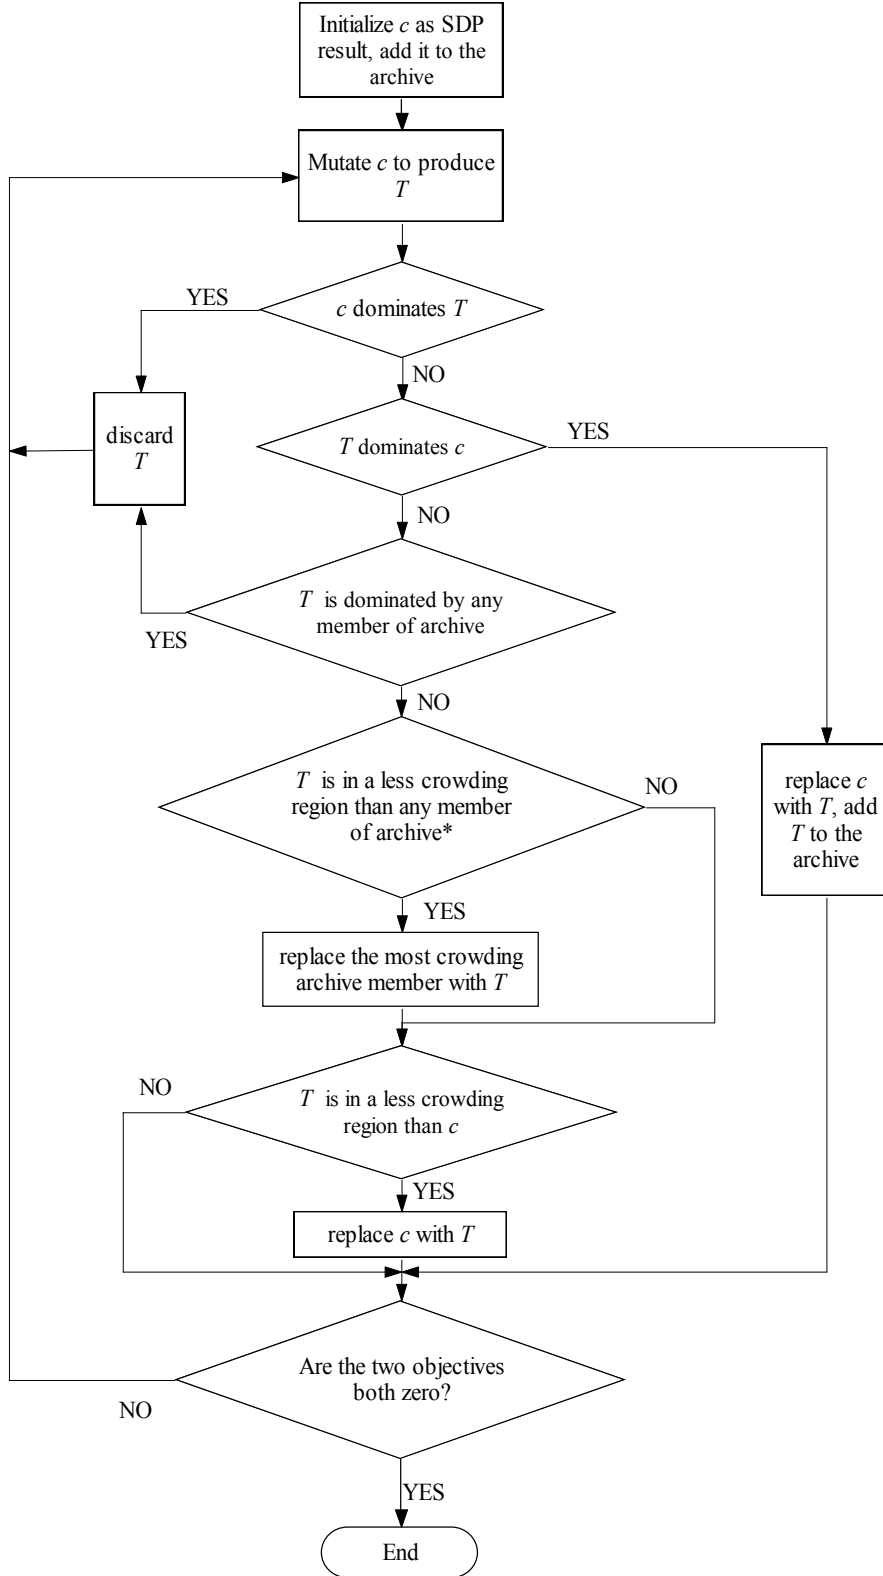 Initialize c as SDP
result, add it to the
archive
Mutate c to produce
T
YES
c dominates T
NO
discard
T
T dominates c
YES
NO
T is dominated by any
member of archive
YES
NO
T is in a less crowding
region than any member
of archive*
NO
replace c
with T, add
T to the
archive
YES
replace the most crowding
archive member with T
NO
T is in a less crowding
region than c
YES
replace c with T
Are the two objectives
both zero?
NO
YES
End